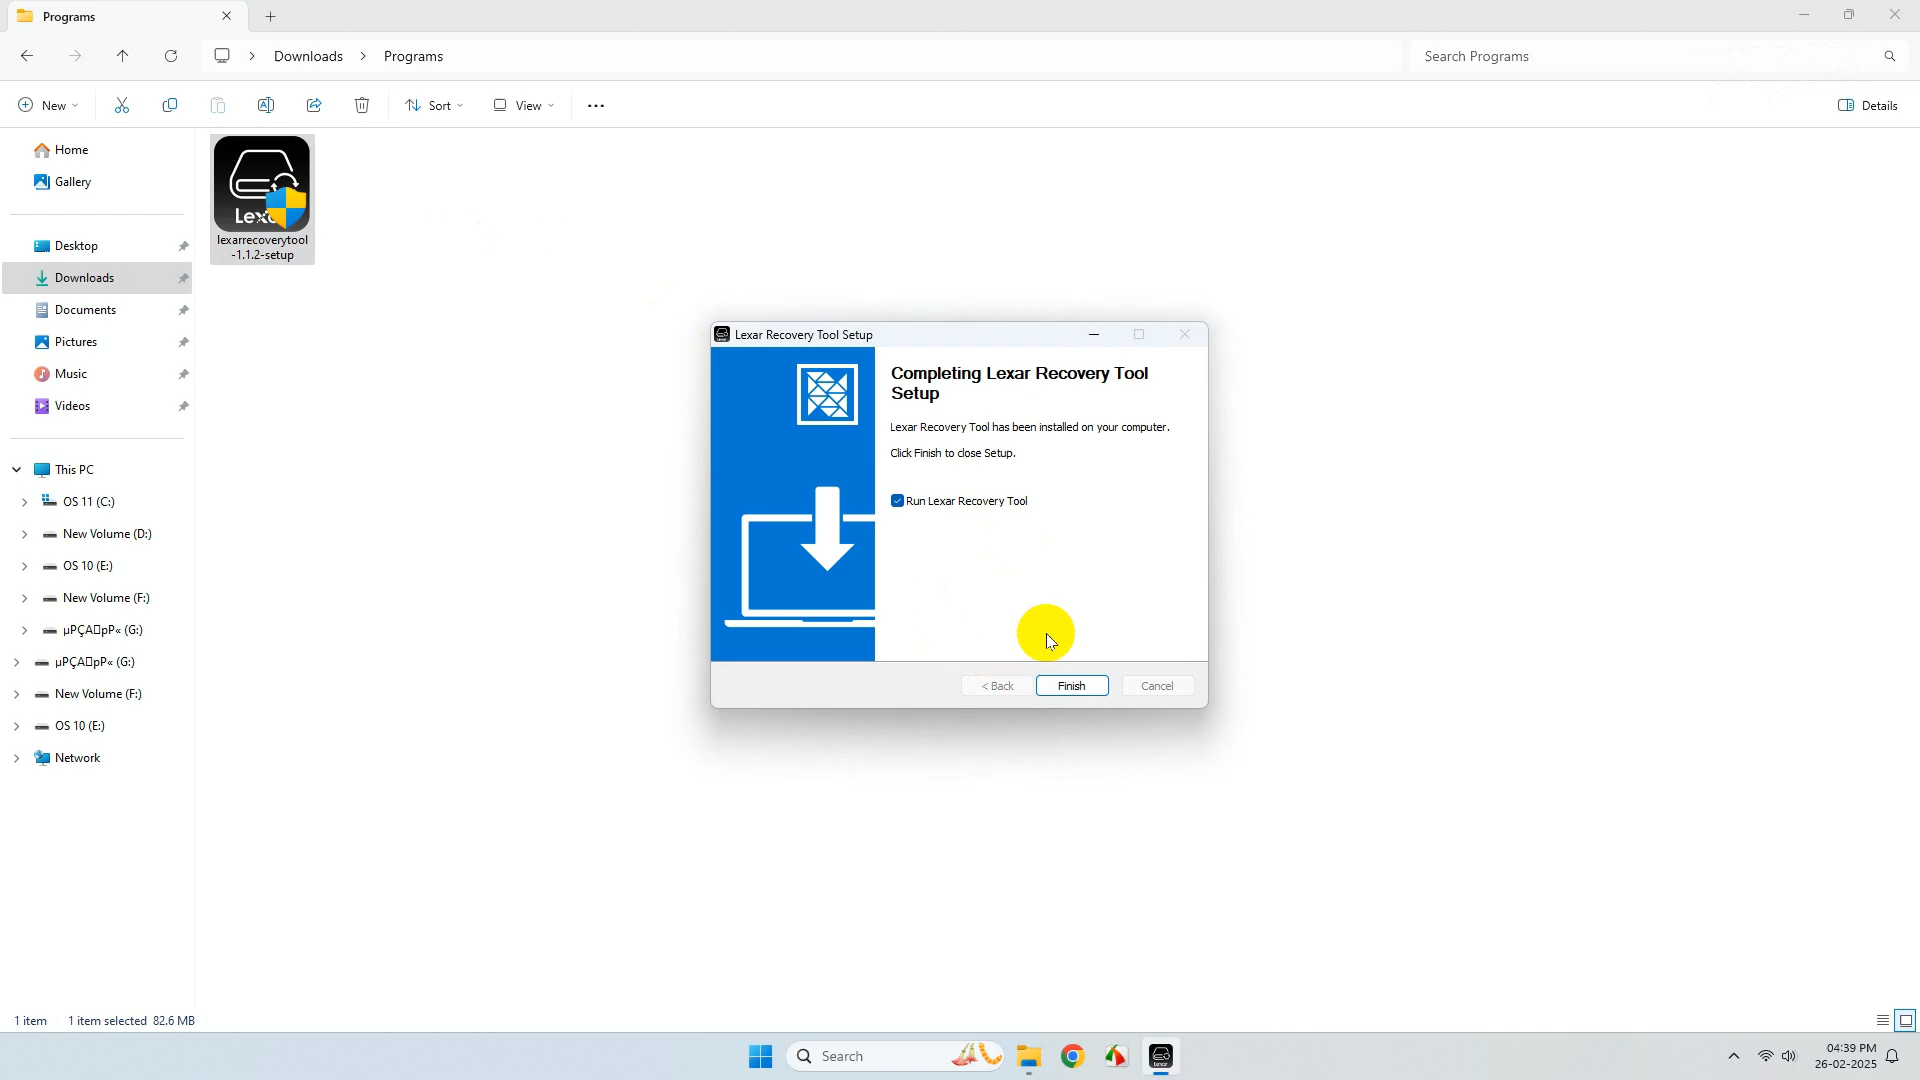 Programs
Downloads
Programs
Search Programs
New
Sort
View
Details
Home
Gallery
Desktop
Downloads
Documents
Pictures
Music
Videos
This PC
OS 11 (C:)
New Volume (D:)
OS 10 (E:)
New Volume (F:)
µPÇA▯pP« (G:)
µPÇA▯pP« (G:)
New Volume (F:)
OS 10 (E:)
Network
lexarrecoverytool
-1.1.2-setup
Lexar Recovery Tool Setup
Completing Lexar Recovery Tool
Setup
Lexar Recovery Tool has been installed on your computer.
Click Finish to close Setup.
Run Lexar Recovery Tool
< Back
Finish
Cancel
1 item
1 item selected 82.6 MB
Search
04:39 PM
26-02-2025